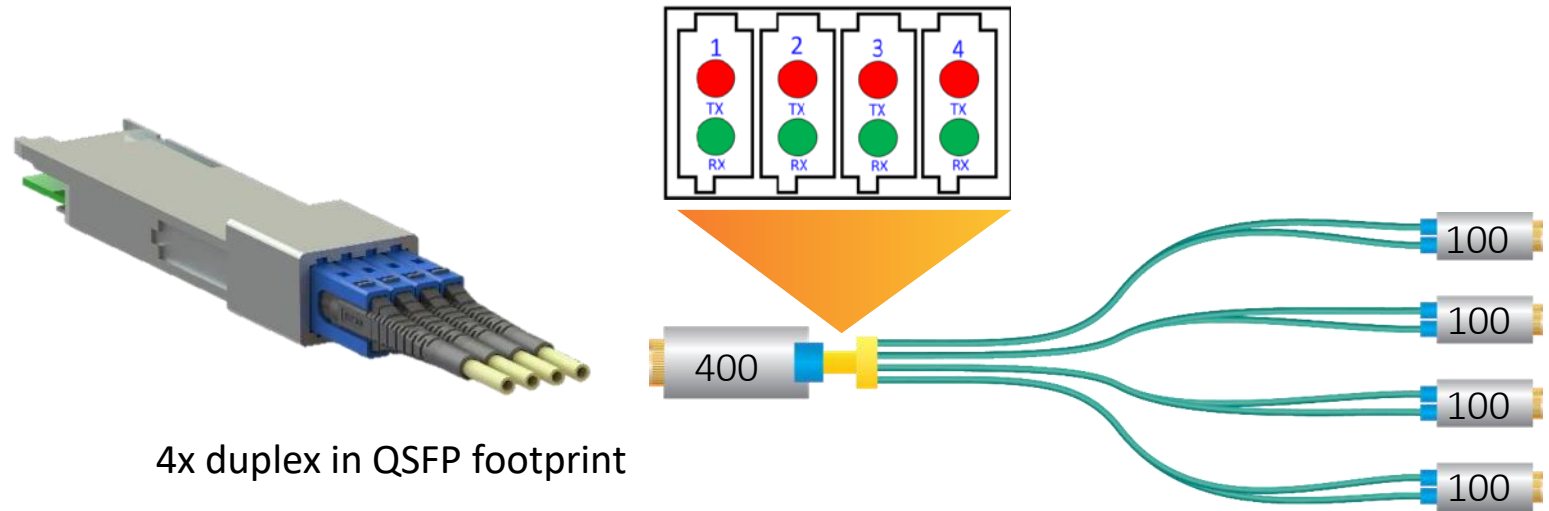 1 2 3 4
TX TX TX TX
RX RX RX RX
100
100
400
100
100
4x duplex in QSFP footprint